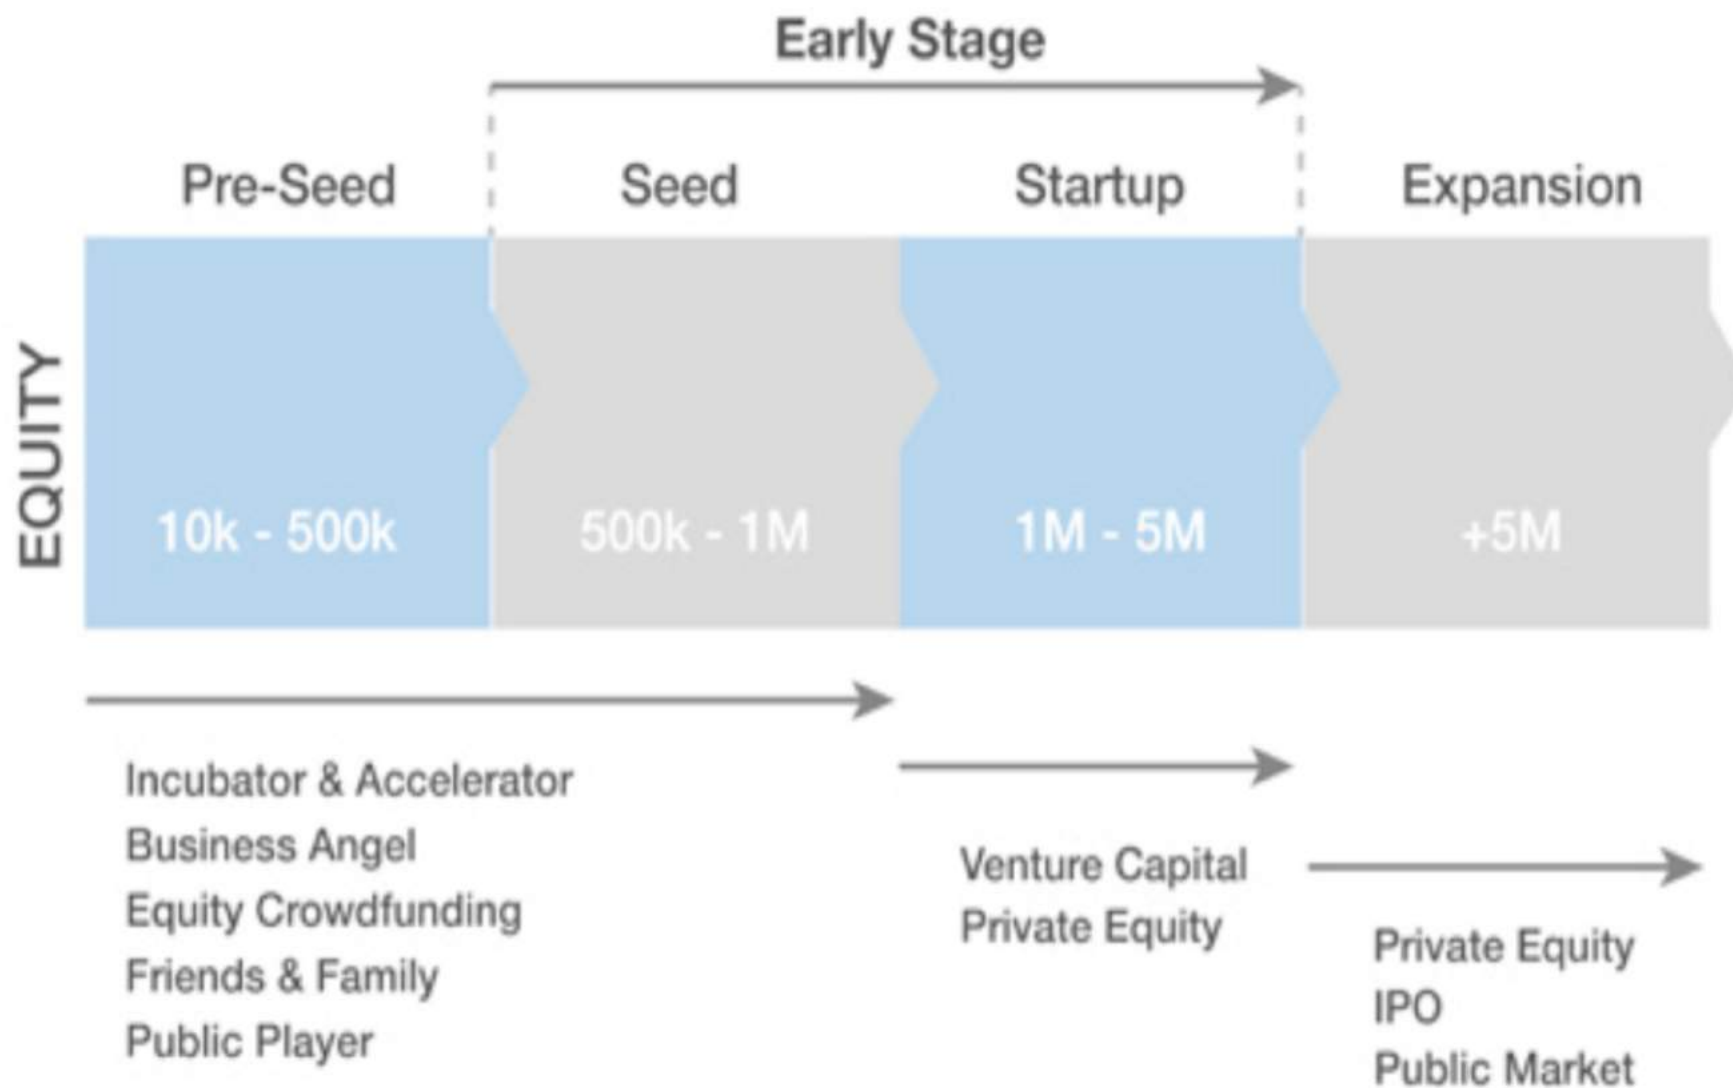 Early Stage
Pre-Seed Seed Startup Expansion
EQUITY
10k - 500k 500k - 1M 1M - 5M +5M
Incubator & Accelerator
Business Angel
Equity Crowdfunding
Friends & Family
Public Player
Venture Capital
Private Equity
Private Equity
IPO
Public Market